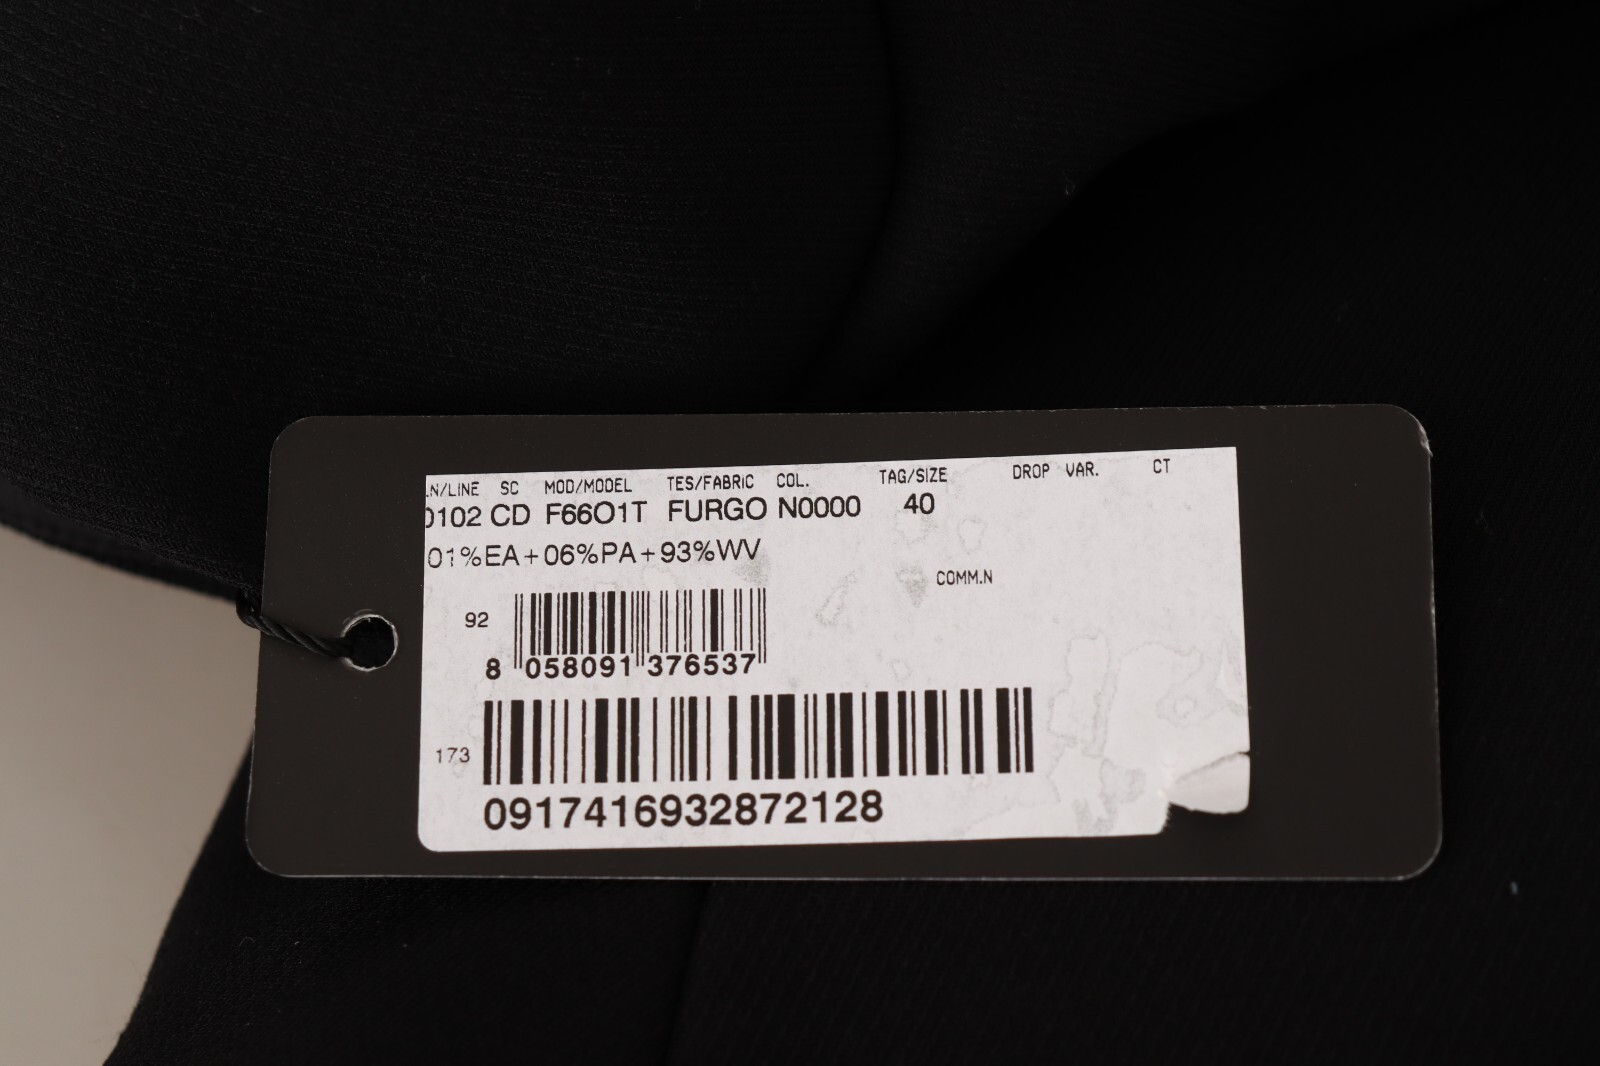 .N/LINE SC MOD/MODEL TES/FABRIC COL. TAG/SIZE DROP VAR. CT
0102 CD F66O1T FURGO N0000 40
01%EA+06%PA+93%WV
COMM.N
92
8 058091 376537
173
0917416932872128